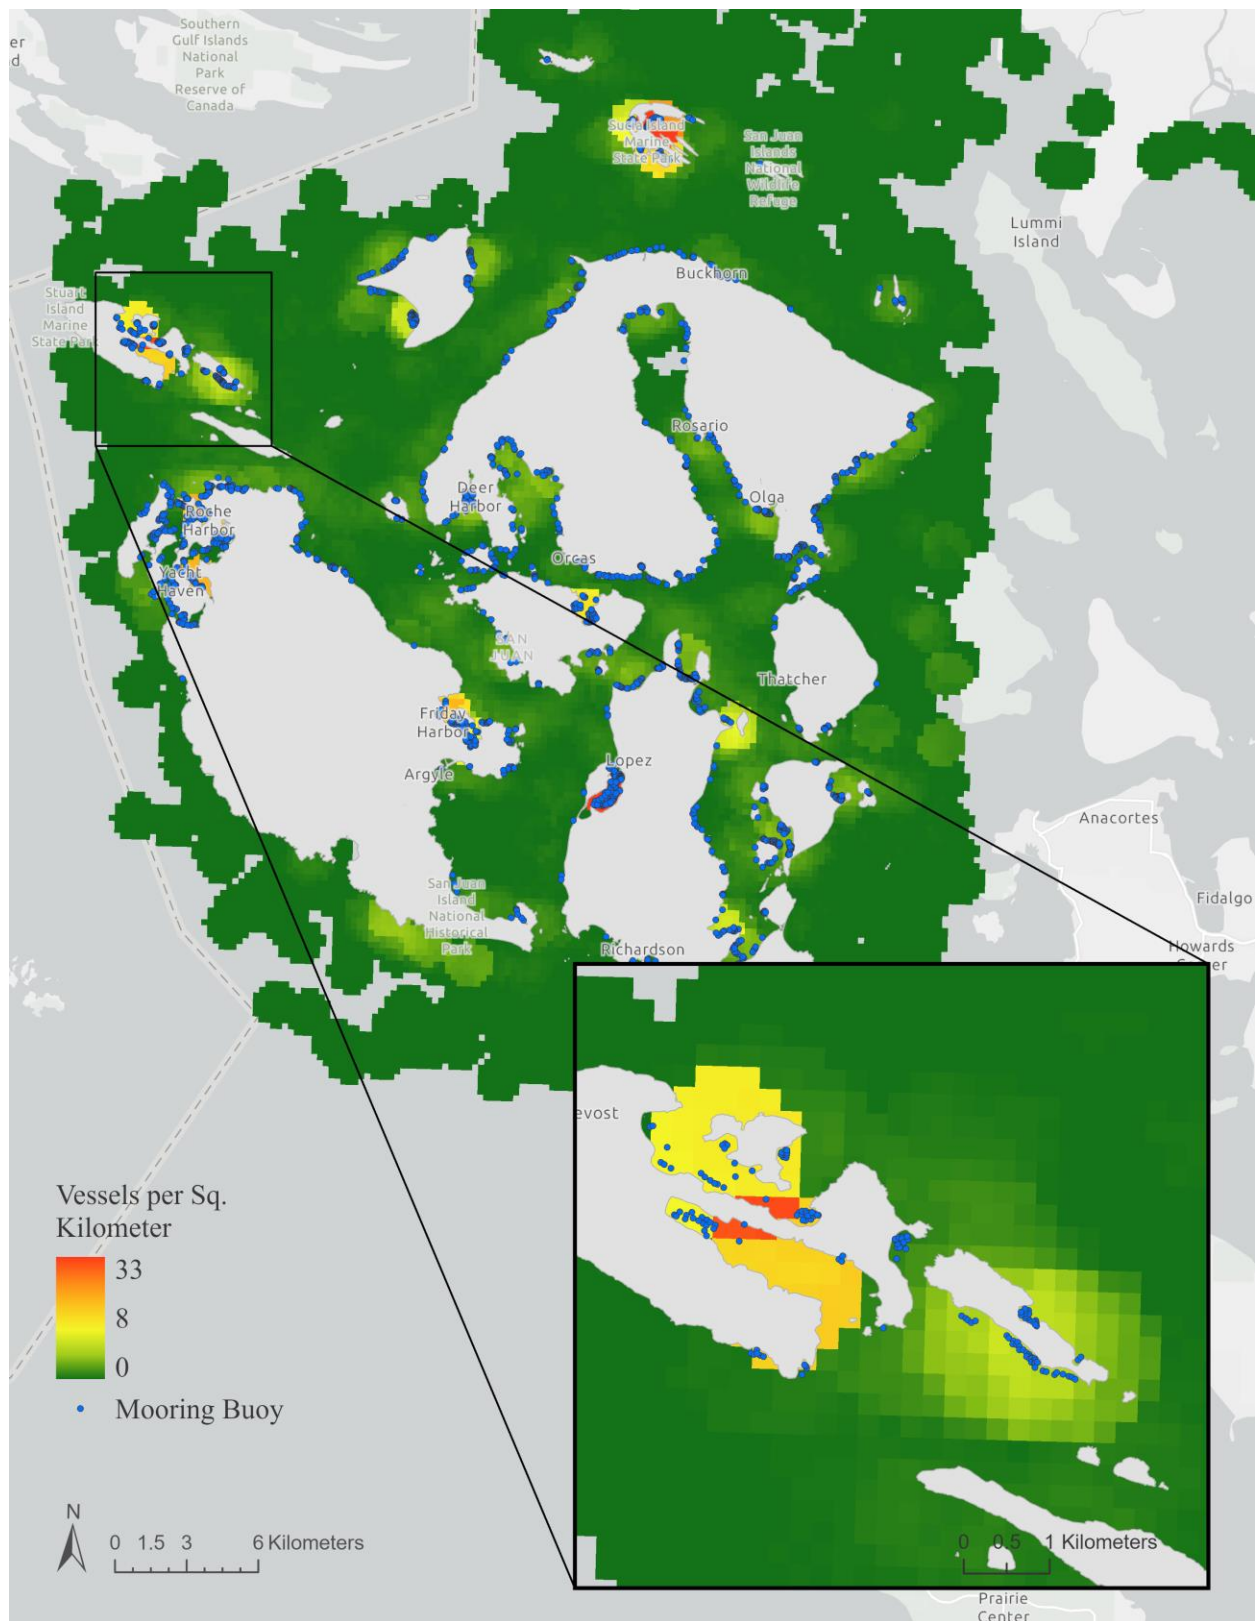 Southern
Gulf Islands
National
Park
Reserve of
Canada
er
d
Sucia Island
Marine
State Park
San Juan
Islands
National
Wildlife
Refuge
Lummi
Island
Buckhorn
Stuart
Island
Marine
State Park
Rosario
Deer
Harbor
Olga
Roche
Harbor
Orcas
Yacht
Haven
SAN
JUAN
Thatcher
Friday
Harbor
Lopez
Argyle
Anacortes
San Juan
Island
National
Historical
Park
Fidalgo
Richardson
Howards
evost
Vessels per Sq.
Kilometer
33
8
0
Mooring Buoy
N
0 1.5 3 6 Kilometers
0 0.5 1 Kilometers
Prairie
Center